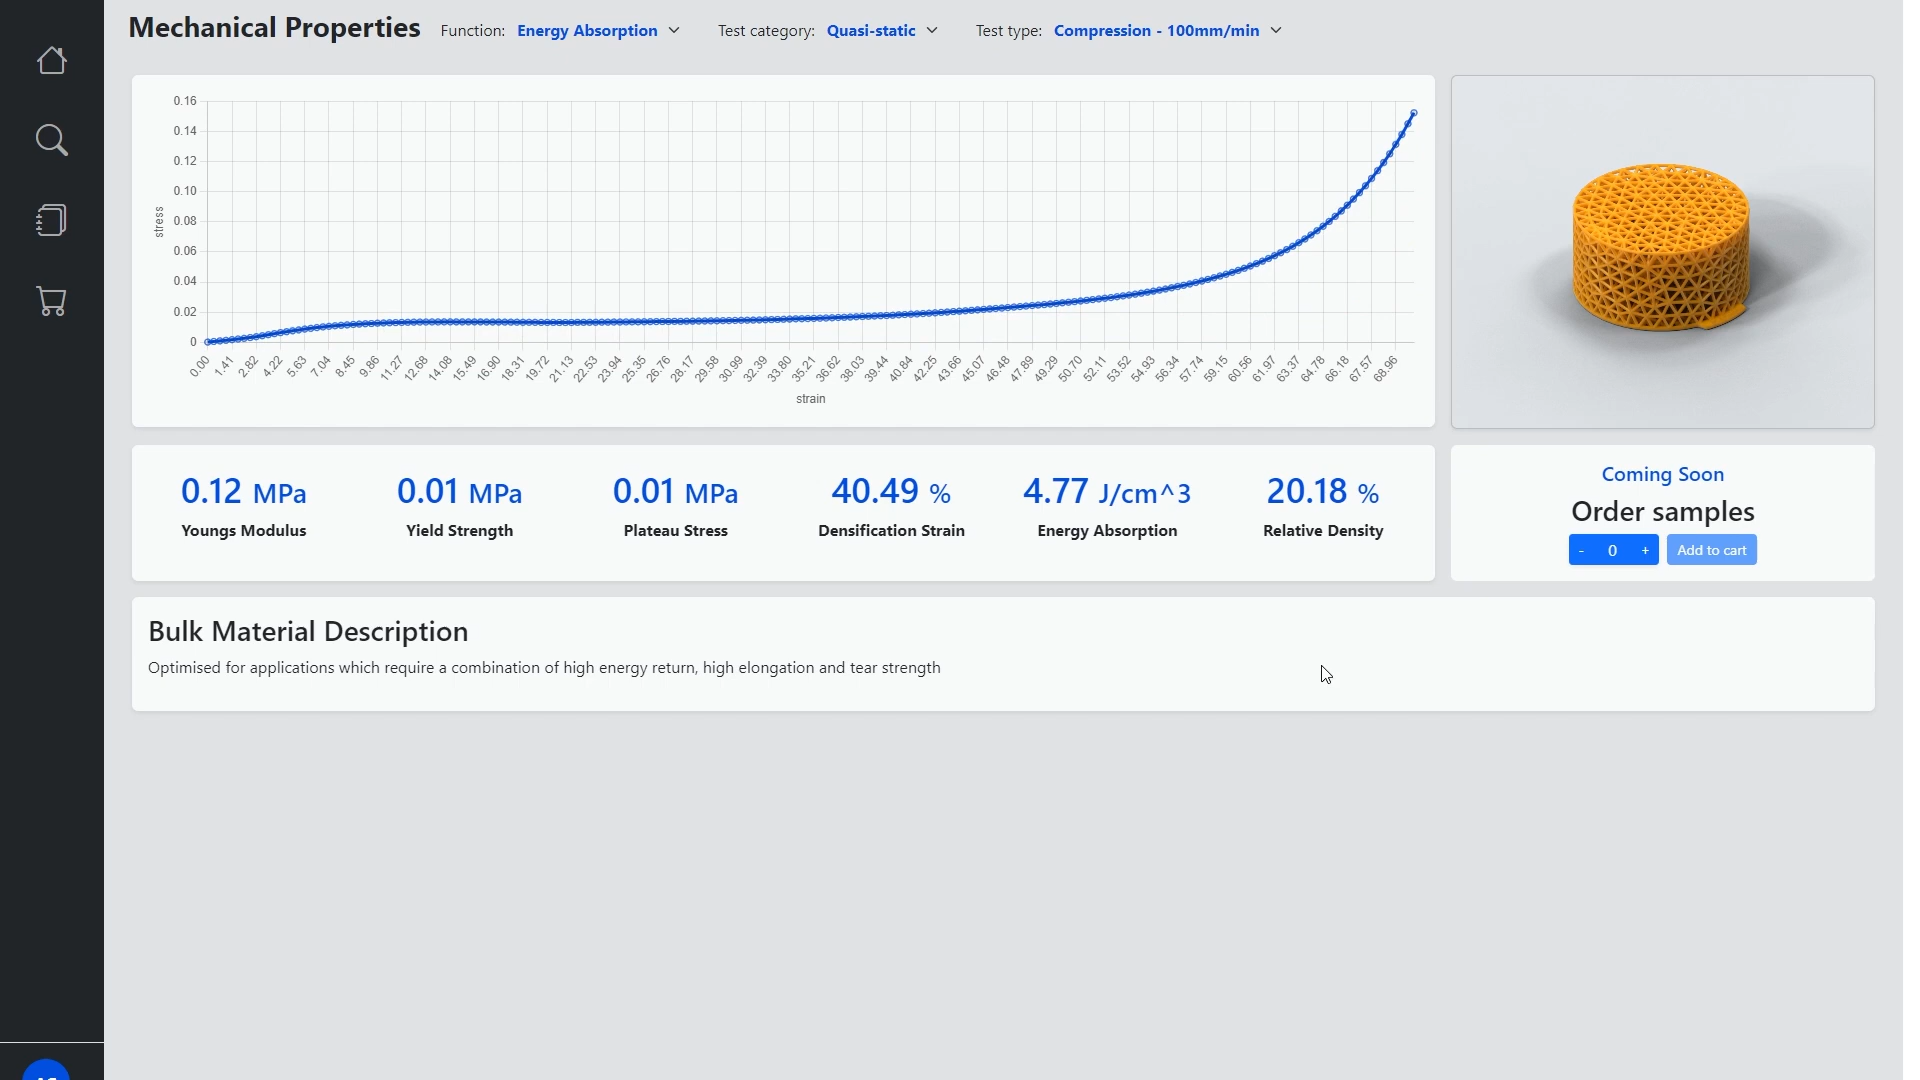 Mechanical Properties Function: Energy Absorption Test category: Quasi-static Test type: Compression - 100mm/min
0.16
0.14
0.12
0.10
0.08
0.06
0.04
0.02
0
stress
0.00 1.41 2.82 4.22 5.63 7.04 8.45 9.86 11.27 12.68 14.08 15.49 16.90 18.31 19.72 21.13 22.53 23.94 25.35 26.76 28.17 29.58 30.99 32.39 33.80 35.21 36.62 38.03 39.44 40.84 42.25 43.66 45.07 46.48 47.89 49.29 50.70 52.11 53.52 54.93 56.34 57.74 59.15 60.56 61.97 63.37 64.78 66.18 67.57 68.96
strain
0.12 MPa 0.01 MPa 0.01 MPa 40.49 % 4.77 J/cm^3 20.18 %
Youngs Modulus Yield Strength Plateau Stress Densification Strain Energy Absorption Relative Density
Coming Soon
Order samples
- 0 + Add to cart
Bulk Material Description
Optimised for applications which require a combination of high energy return, high elongation and tear strength